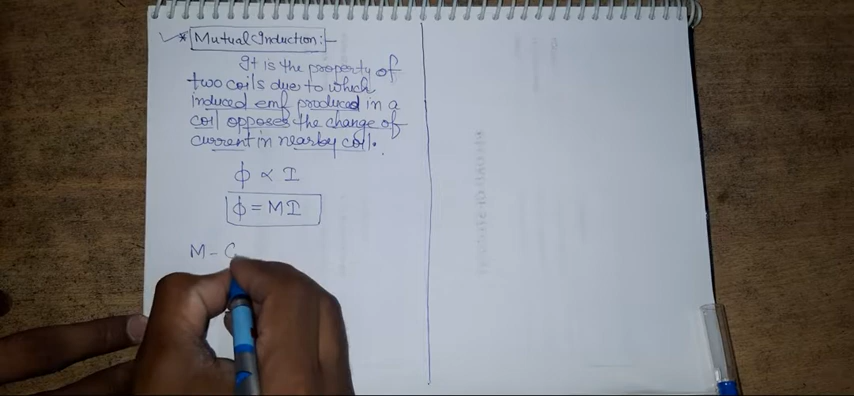 * Mutual Induction:-
It is the property of
two coils due to which
induced emf produced in a
coil opposes the change of
current in nearby coil.
ϕ ∝ I
ϕ = MI
M - C